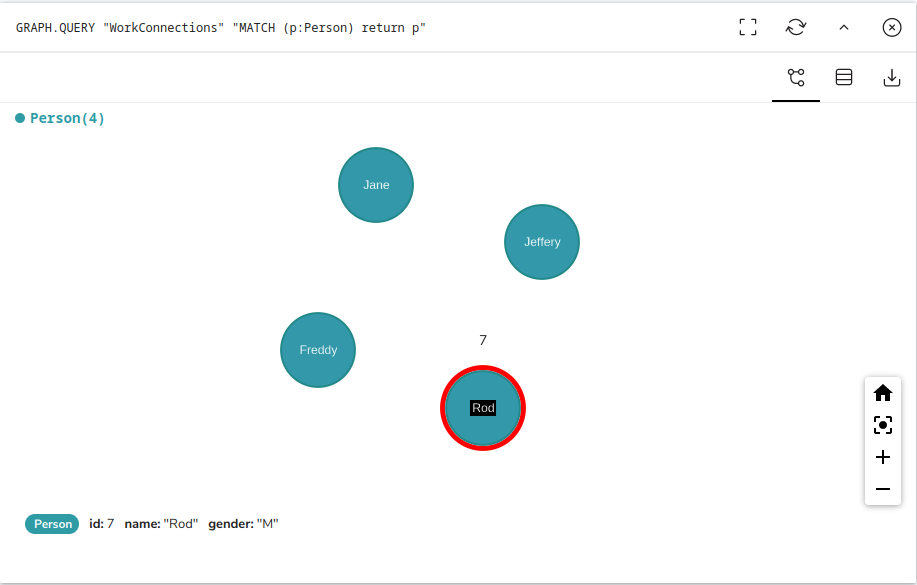 GRAPH.QUERY "WorkConnections" "MATCH (p:Person) return p"
Person(4)
Jane
Jeffery
7
Freddy
Rod
Person id: 7 name: "Rod" gender: "M"